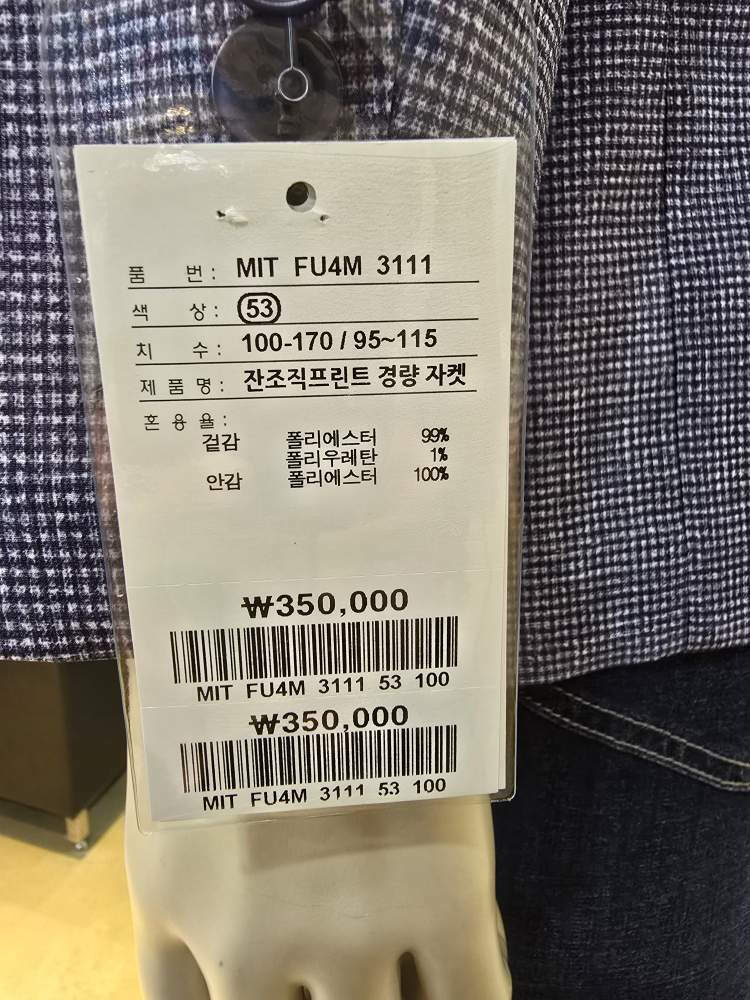 품 번 : MIT FU4M 3111
색 상 : 53
치 수 : 100-170 / 95~115
제 품 명 : 잔조직프린트 경량 자켓
혼 용 율 :
겉감 폴리에스터 99%
폴리우레탄 1%
안감 폴리에스터 100%
₩350,000
MIT FU4M 3111 53 100
₩350,000
MIT FU4M 3111 53 100